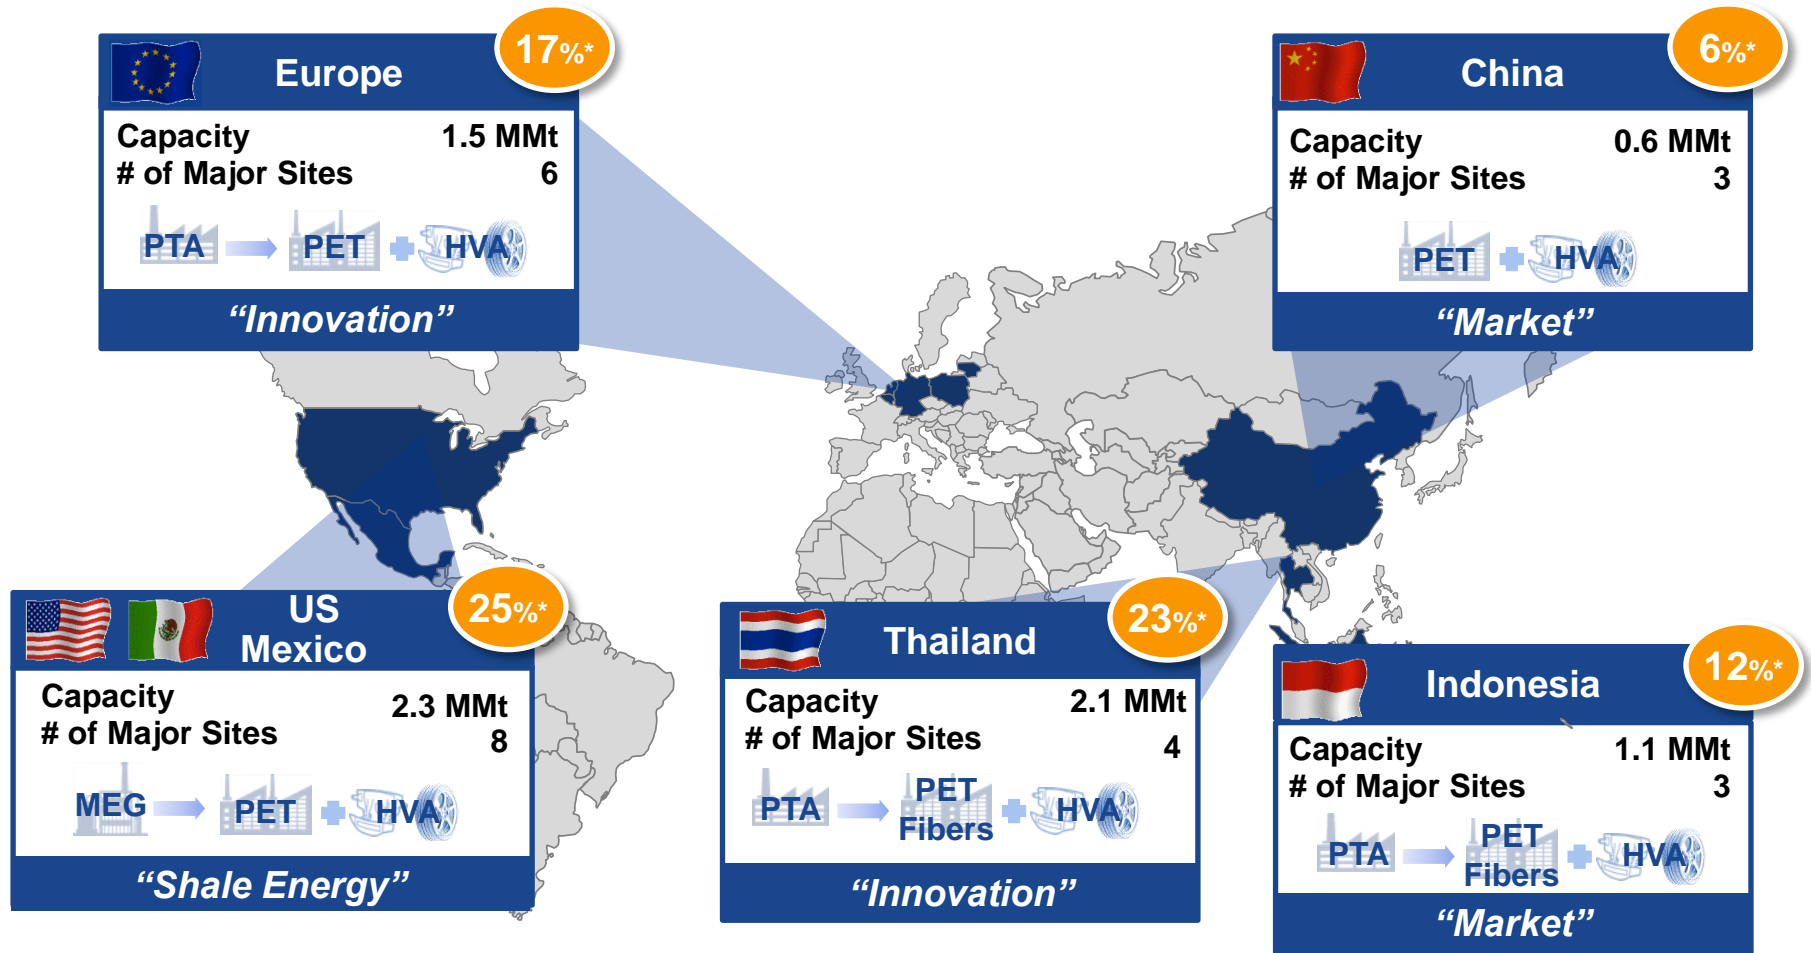 Europe
17%*
Capacity 1.5 MMt
# of Major Sites 6
PTA PET HVA
“Innovation”
China
6%*
Capacity 0.6 MMt
# of Major Sites 3
PET HVA
“Market”
US
Mexico
25%*
Capacity 2.3 MMt
# of Major Sites 8
MEG PET HVA
“Shale Energy”
Thailand
23%*
Capacity 2.1 MMt
# of Major Sites 4
PTA PET Fibers HVA
“Innovation”
Indonesia
12%*
Capacity 1.1 MMt
# of Major Sites 3
PTA PET Fibers HVA
“Market”